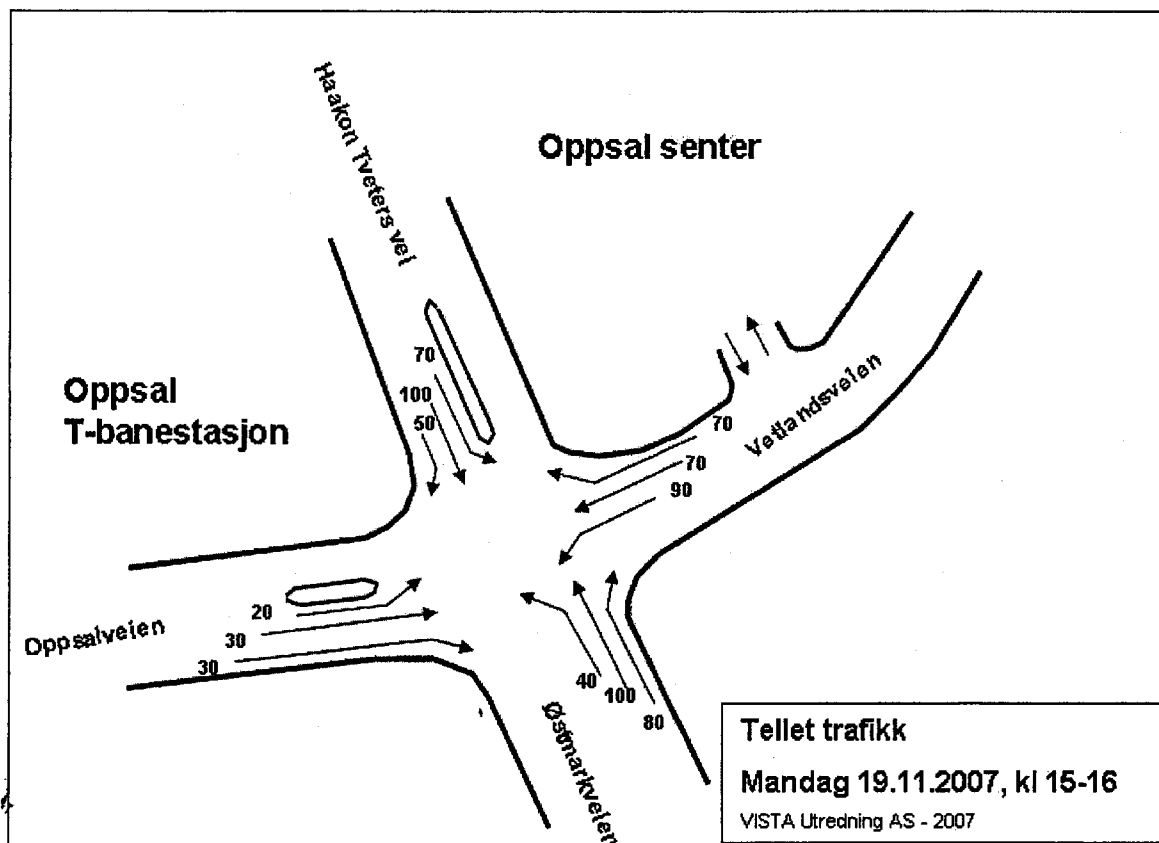 Haakon Tveters vei
Oppsal senter
Oppsal
T-banestasjon
70
100
50
70
70
90
Vetlandsveien
Oppsalveien
20
30
30
40
100
80
Østmarkveien
Tellet trafikk
Mandag 19.11.2007, kl 15-16
VISTA Utredning AS - 2007